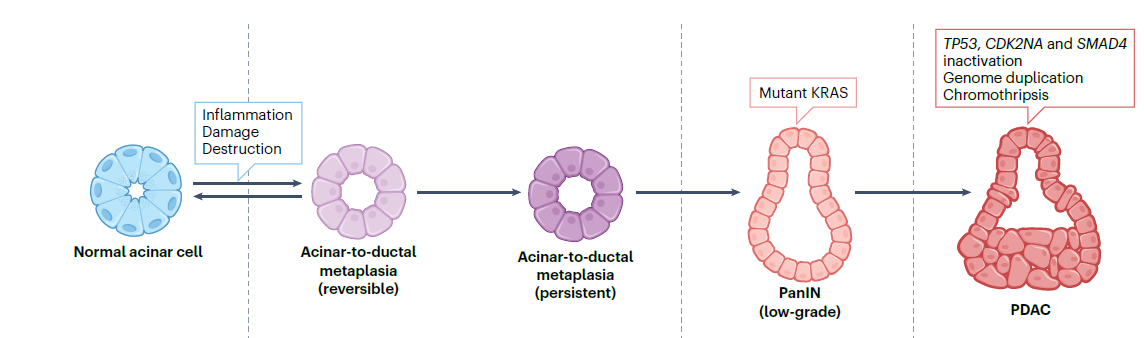 TP53, CDK2NA and SMAD4
inactivation
Genome duplication
Chromothripsis
Mutant KRAS
Inflammation
Damage
Destruction
Normal acinar cell
Acinar-to-ductal
metaplasia
(reversible)
Acinar-to-ductal
metaplasia
(persistent)
PanIN
(low-grade)
PDAC